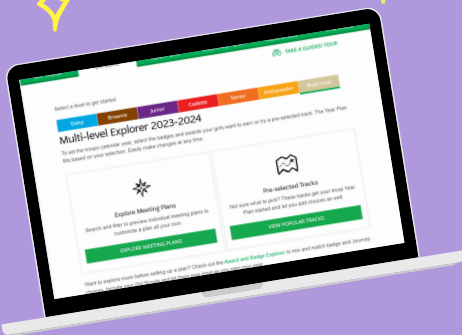 TAKE A GUIDED TOUR
Select a level to get started
Daisy
Brownie
Junior
Cadette
Senior
Ambassador
Multi-level
Multi-level Explorer 2023-2024
To set the troops calendar year, select the badges and awards your girls want to earn or try a pre-selected track. The Year Plan
fills based on your selection. Easily make changes at any time.
Explore Meeting Plans
Search and filter to preview individual meeting plans to
customize a plan all your own.
EXPLORE MEETING PLANS
Pre-selected Tracks
Not sure what to pick? These tracks get your troop Year
Plan started and let you add choices as well.
VIEW POPULAR TRACKS
Want to explore more before setting up a plan? Check out the Award and Badge Explorer to mix and match badge and Journey